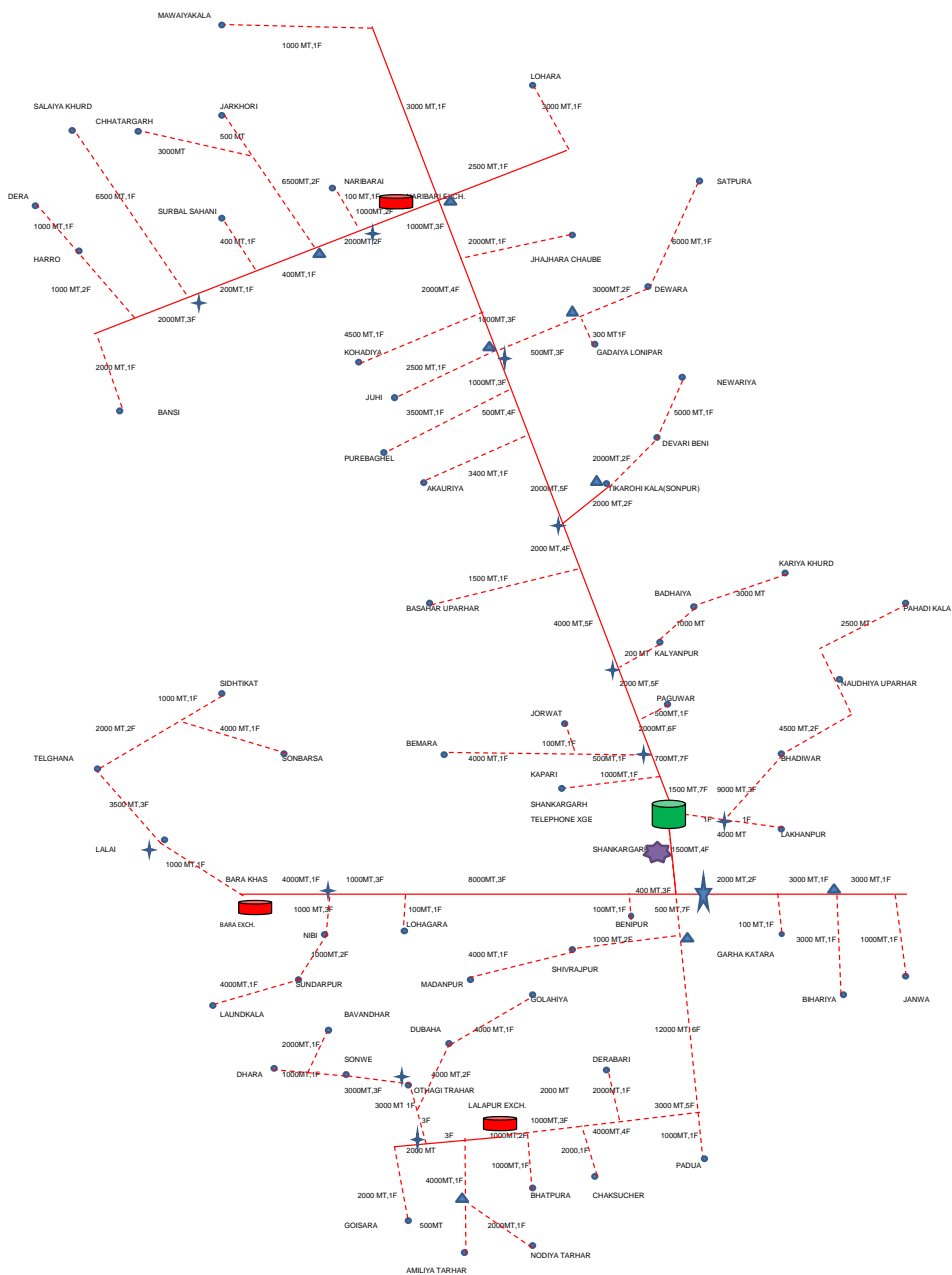 MAWAIYAKALA
1000 MT,1F
LOHARA
3000 MT,1F
3000 MT,1F
SALAIYA KHURD
JARKHORI
CHHATARGARH
500 MT
3000MT
2500 MT,1F
SATPURA
6500MT,2F
NARIBARAI
DERA
6500 MT,1F
100 MT,1F
NARIBARI EXCH.
SURBAL SAHANI
1000MT,2F
1000 MT,1F
1000MT,3F
400 MT,1F
2000MT,2F
2000MT,1F
6000 MT,1F
HARRO
JHAJHARA CHAUBE
400MT,1F
1000 MT,2F
200MT,1F
2000MT,4F
3000MT,2F
DEWARA
2000MT,3F
1000MT,3F
4500 MT,1F
300 MT1F
KOHADIYA
500MT,3F
GADAIYA LONIPAR
2000 MT,1F
2500 MT,1F
1000MT,3F
NEWARIYA
JUHI
BANSI
3500MT,1F
500MT,4F
5000 MT,1F
DEVARI BENI
PUREBAGHEL
2000MT,2F
3400 MT,1F
AKAURIYA
2000MT,5F
TIKAROHI KALA(SONPUR)
2000 MT,2F
2000 MT,4F
KARIYA KHURD
1500 MT,1F
BADHAIYA
3000 MT
BASAHAR UPARHAR
PAHADI KALA
4000 MT,5F
1000 MT
2500 MT
200 MT
KALYANPUR
SIDHTIKAT
2000 MT,5F
NAUDHIYA UPARHAR
1000 MT,1F
PAGUWAR
JORWAT
500MT,1F
2000 MT,2F
4000 MT,1F
2000MT,6F
4500 MT,2F
BEMARA
100MT,1F
TELGHANA
SONBARSA
4000 MT,1F
500MT,1F
700MT,7F
BHADIWAR
KAPARI
1000MT,1F
1500 MT,7F
9000 MT,3F
3500 MT,3F
SHANKARGARH
TELEPHONE XGE
1F
1F
4000 MT
LAKHANPUR
LALAI
SHANKARGAR
1500MT,4F
1000 MT,1F
BARA KHAS
4000MT,1F
1000MT,3F
8000MT,3F
400 MT,3F
2000 MT,2F
3000 MT,1F
3000 MT,1F
BARA EXCH.
1000 MT,3F
100MT,1F
100MT,1F
500 MT,7F
100 MT,1F
LOHAGARA
BENIPUR
NIBI
1000 MT,2F
3000 MT,1F
1000MT,1F
1000MT,2F
4000 MT,1F
GARHA KATARA
SHIVRAJPUR
4000MT,1F
SUNDARPUR
MADANPUR
LAUNDKALA
GOLAHIYA
BIHARIYA
JANWA
BAVANDHAR
DUBAHA
4000 MT,1F
12000 MT,6F
2000MT,1F
SONWE
DERABARI
DHARA
1000MT,1F
4000 MT,2F
3000MT,3F
OTHAGI TRAHAR
2000 MT
2000MT,1F
3000 MT 1F
LALAPUR EXCH.
3000 MT,5F
3F
1000MT,3F
3F
1000MT,2F
4000MT,4F
1000MT,1F
2000 MT
2000,1F
1000MT,1F
PADUA
4000MT,1F
2000 MT,1F
BHATPURA
CHAKSUCHER
GOISARA
500MT
2000MT,1F
NODIYA TARHAR
AMILIYA TARHAR